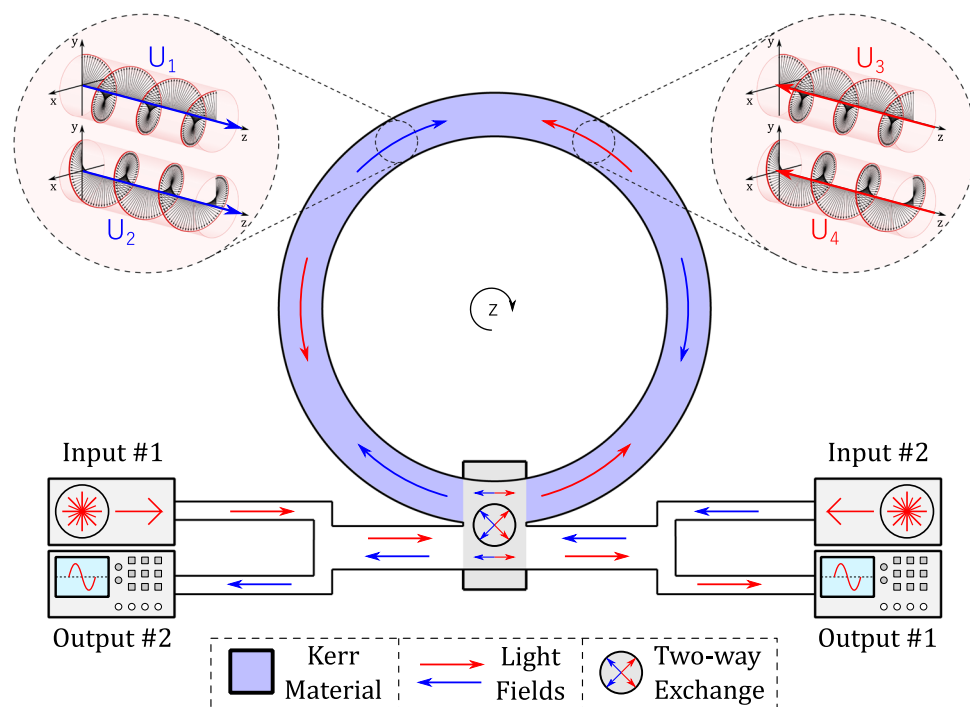 y
U₁
x
z
y
x
U₂
z
y
U₃
x
z
y
x
U₄
z
Z
Input #1
Input #2
Output #2
Output #1
Kerr
Material
Light
Fields
Two-way
Exchange